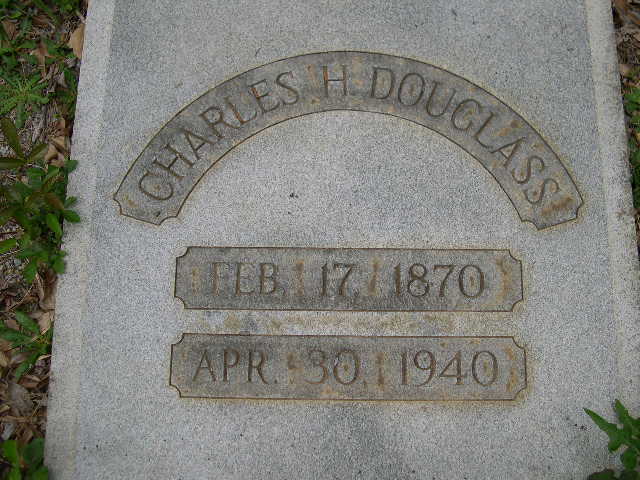 CHARLES H. DOUGLASS
FEB. 17, 1870
APR. 30, 1940